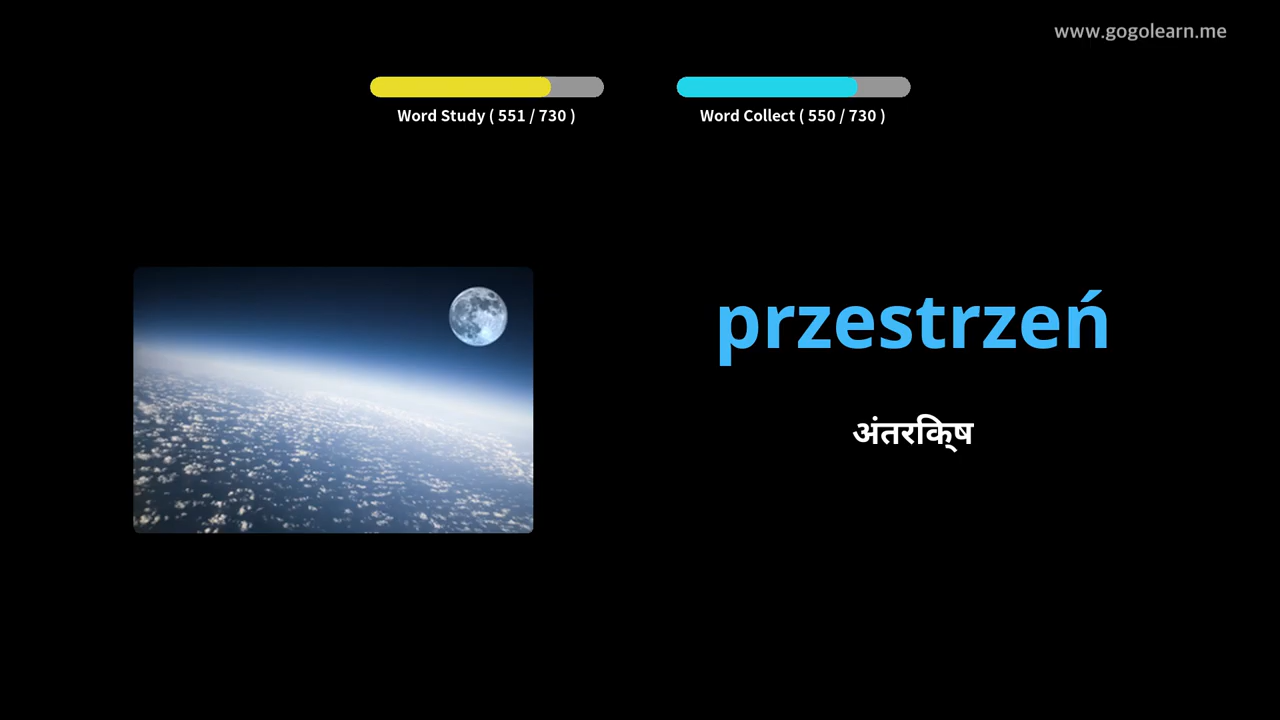 www.gogolearn.me
Word Study ( 551 / 730 )
Word Collect ( 550 / 730 )
przestrzeń
अंतरिक्ष